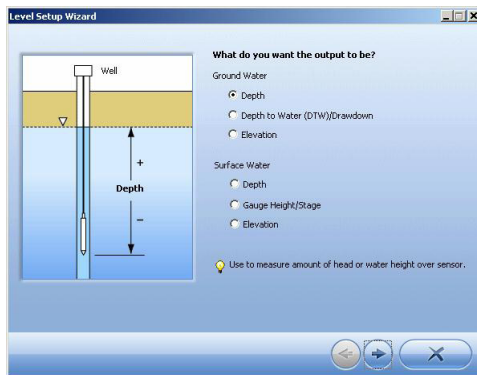 Level Setup Wizard
Well
+
Depth
–
What do you want the output to be?
Ground Water
Depth
Depth to Water (DTW)/Drawdown
Elevation
Surface Water
Depth
Gauge Height/Stage
Elevation
Use to measure amount of head or water height over sensor.